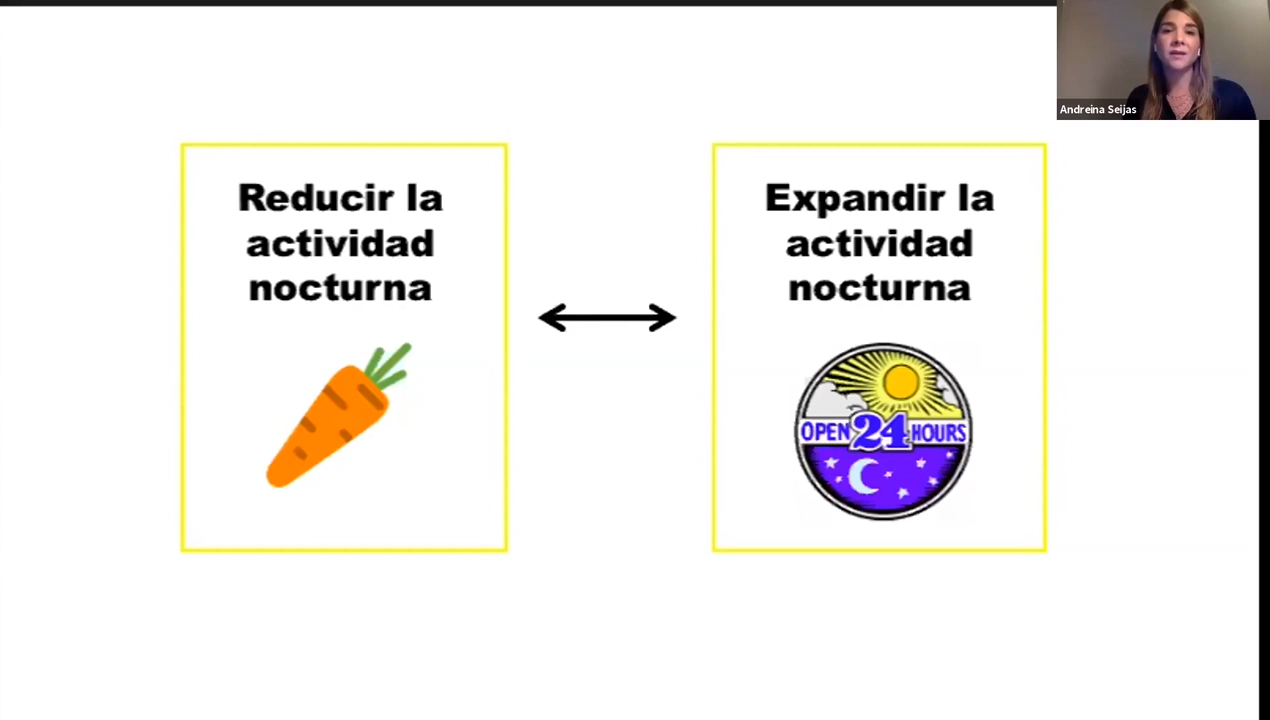 Andreina Seijas
Reducir la
actividad
nocturna
Expandir la
actividad
nocturna
OPEN 24 HOURS